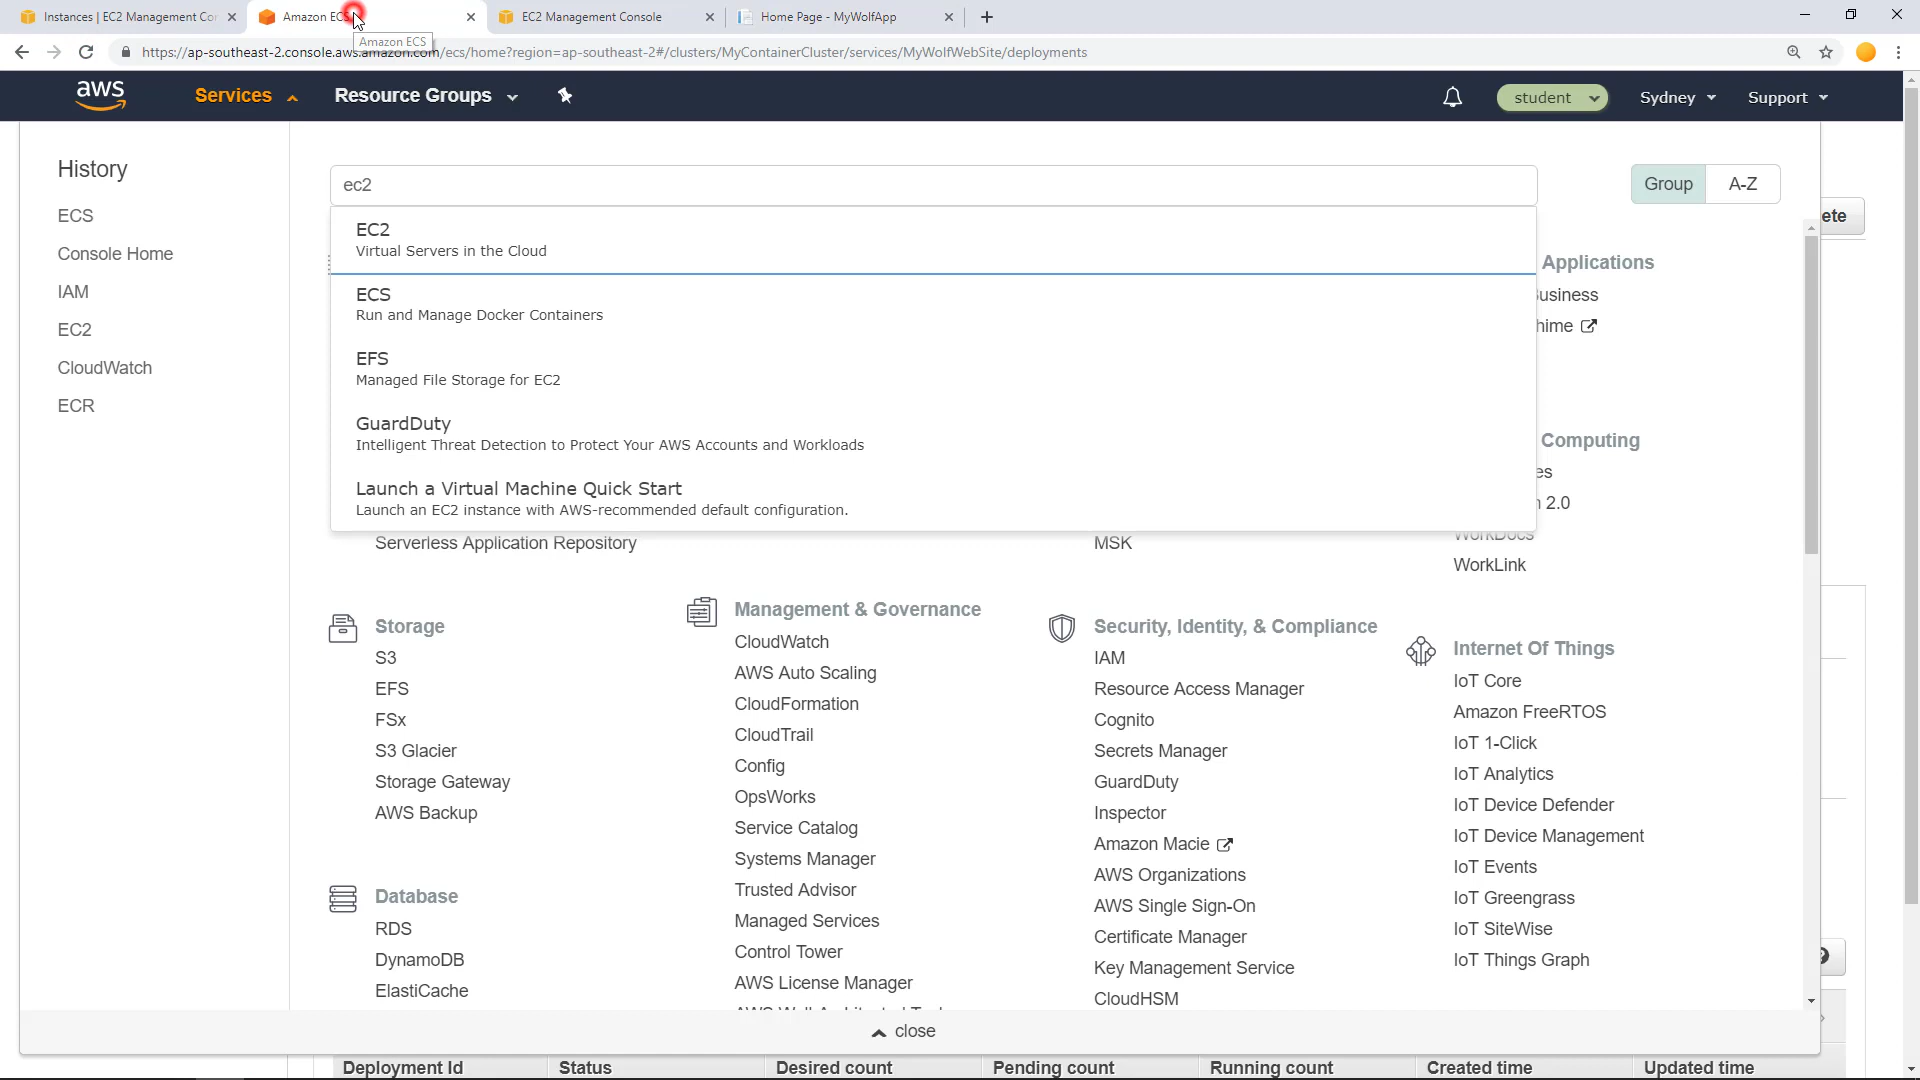 Instances | EC2 Management Con
Amazon ECS
EC2 Management Console
Home Page - MyWolfApp
Amazon ECS
https://ap-southeast-2.console.aws.amazon.com/ecs/home?region=ap-southeast-2#/clusters/MyContainerCluster/services/MyWolfWebSite/deployments
aws
Services
Resource Groups
student
Sydney
Support
History
ECS
Console Home
IAM
EC2
CloudWatch
ECR
ec2
Group
A-Z
ete
EC2
Virtual Servers in the Cloud
ECS
Run and Manage Docker Containers
EFS
Managed File Storage for EC2
GuardDuty
Intelligent Threat Detection to Protect Your AWS Accounts and Workloads
Launch a Virtual Machine Quick Start
Launch an EC2 instance with AWS-recommended default configuration.
Applications
usiness
hime
Computing
es
2.0
WorkDocs
WorkLink
Serverless Application Repository
MSK
Storage
S3
EFS
FSx
S3 Glacier
Storage Gateway
AWS Backup
Database
RDS
DynamoDB
ElastiCache
Management & Governance
CloudWatch
AWS Auto Scaling
CloudFormation
CloudTrail
Config
OpsWorks
Service Catalog
Systems Manager
Trusted Advisor
Managed Services
Control Tower
AWS License Manager
Security, Identity, & Compliance
IAM
Resource Access Manager
Cognito
Secrets Manager
GuardDuty
Inspector
Amazon Macie
AWS Organizations
AWS Single Sign-On
Certificate Manager
Key Management Service
CloudHSM
Internet Of Things
IoT Core
Amazon FreeRTOS
IoT 1-Click
IoT Analytics
IoT Device Defender
IoT Device Management
IoT Events
IoT Greengrass
IoT SiteWise
IoT Things Graph
close
Deployment Id
Status
Desired count
Pending count
Running count
Created time
Updated time